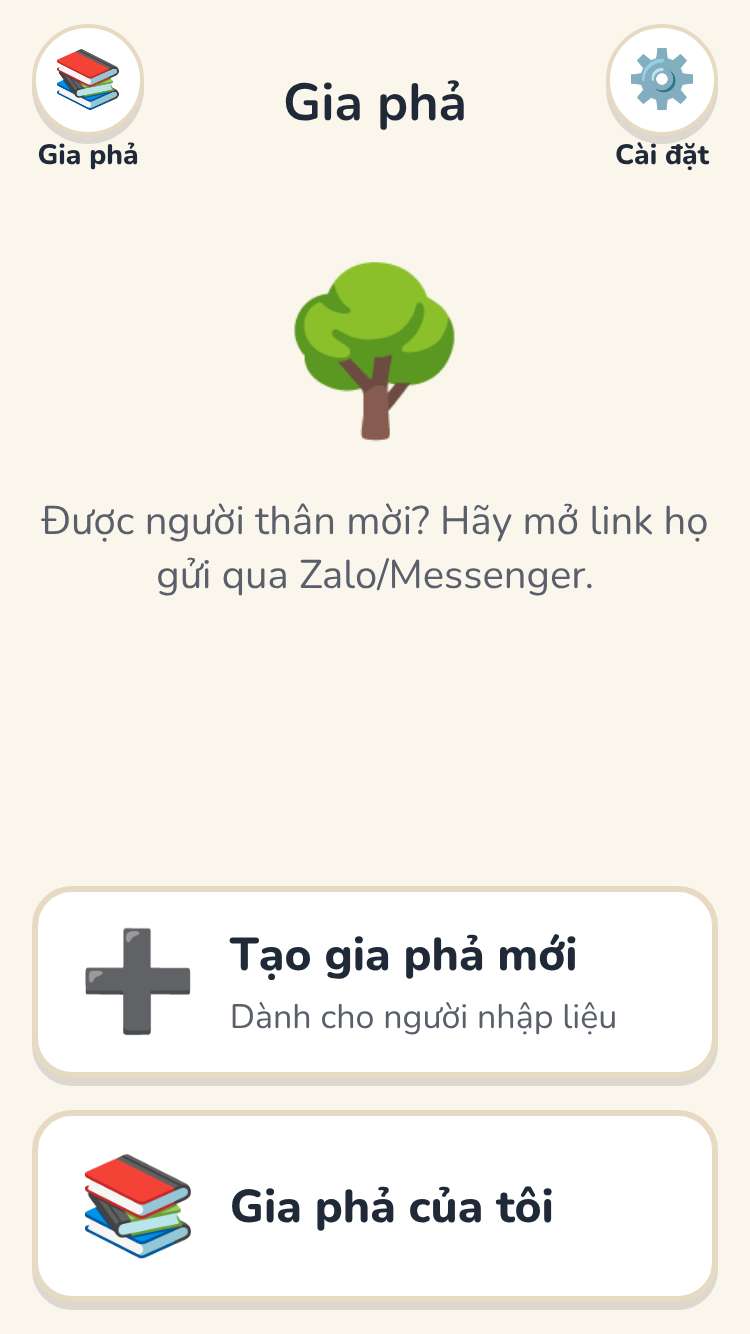 Gia phả
Gia phả
Cài đặt
Được người thân mời? Hãy mở link họ
gửi qua Zalo/Messenger.
Tạo gia phả mới
Dành cho người nhập liệu
Gia phả của tôi